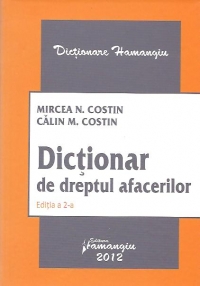 Dicționare Hamangiu
MIRCEA N. COSTIN
CĂLIN M. COSTIN
Dicționar
de dreptul afacerilor
Ediția a 2-a
Editura
Hamangiu
2012